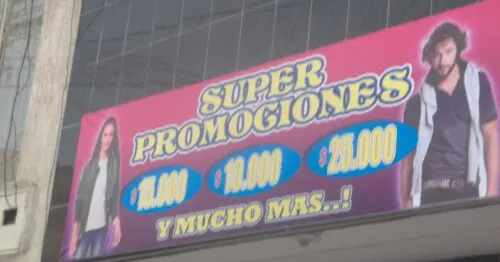 SUPER
PROMOCIONES
$ 15.000 $ 10.000 $ 25.000
Y MUCHO MAS..!